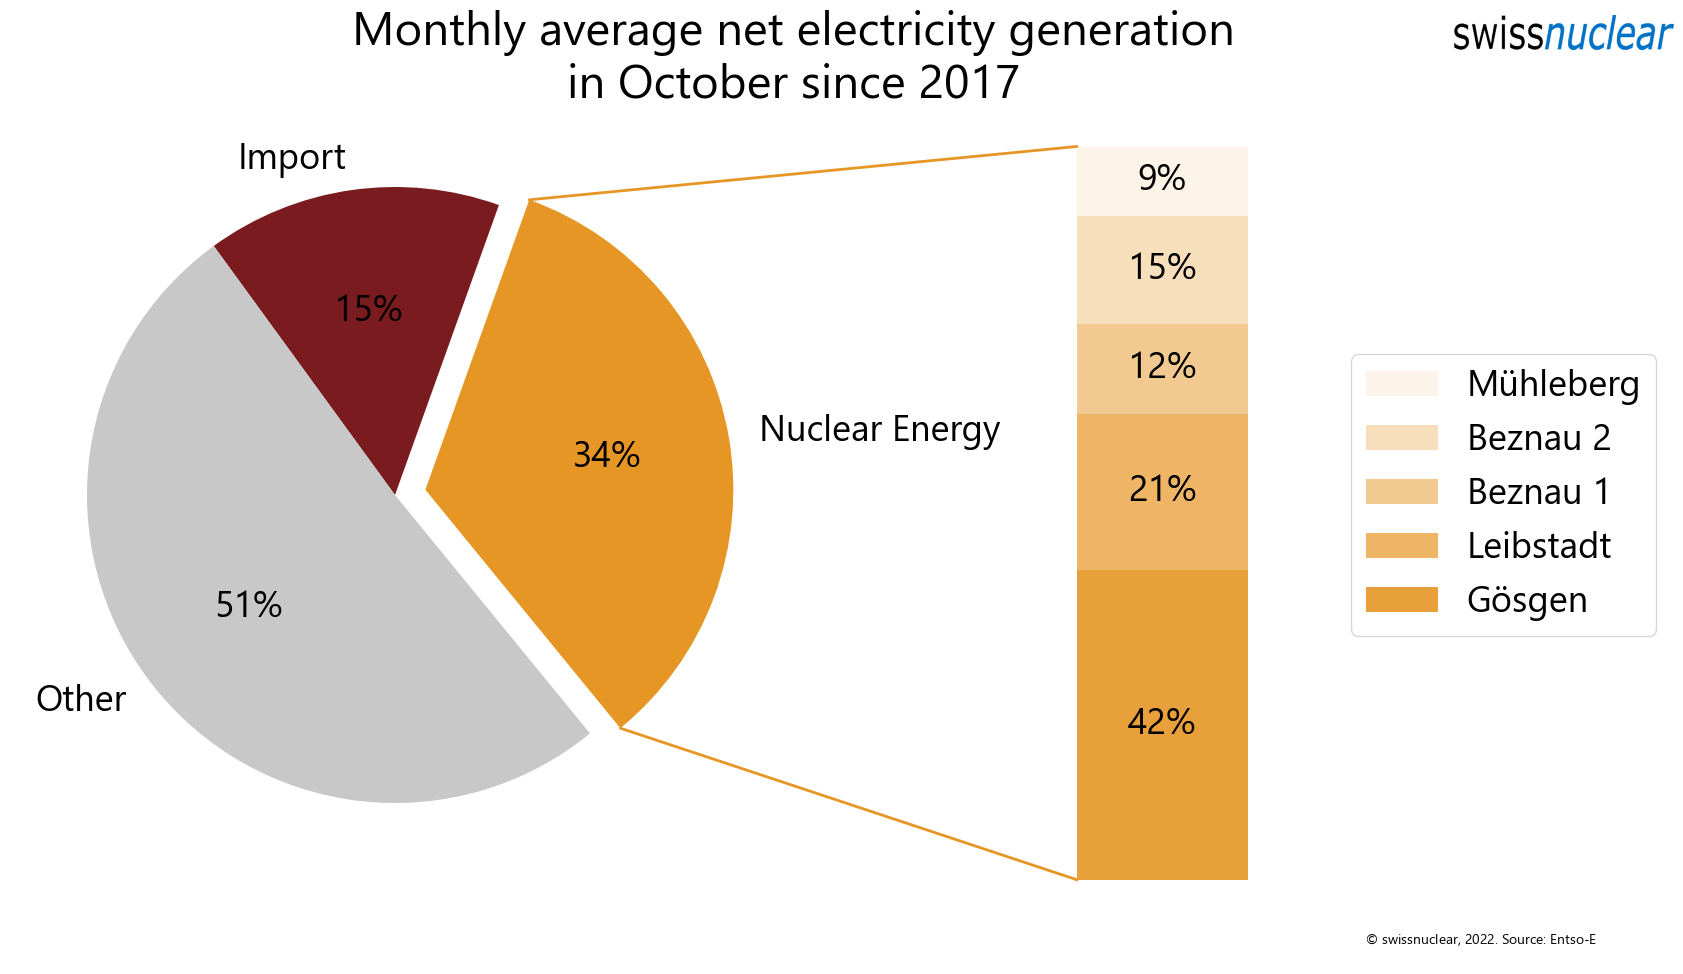 Monthly average net electricity generation
in October since 2017
swissnuclear
Import
15%
34%
Nuclear Energy
51%
Other
9%
15%
12%
21%
42%
Mühleberg
Beznau 2
Beznau 1
Leibstadt
Gösgen
© swissnuclear, 2022. Source: Entso-E